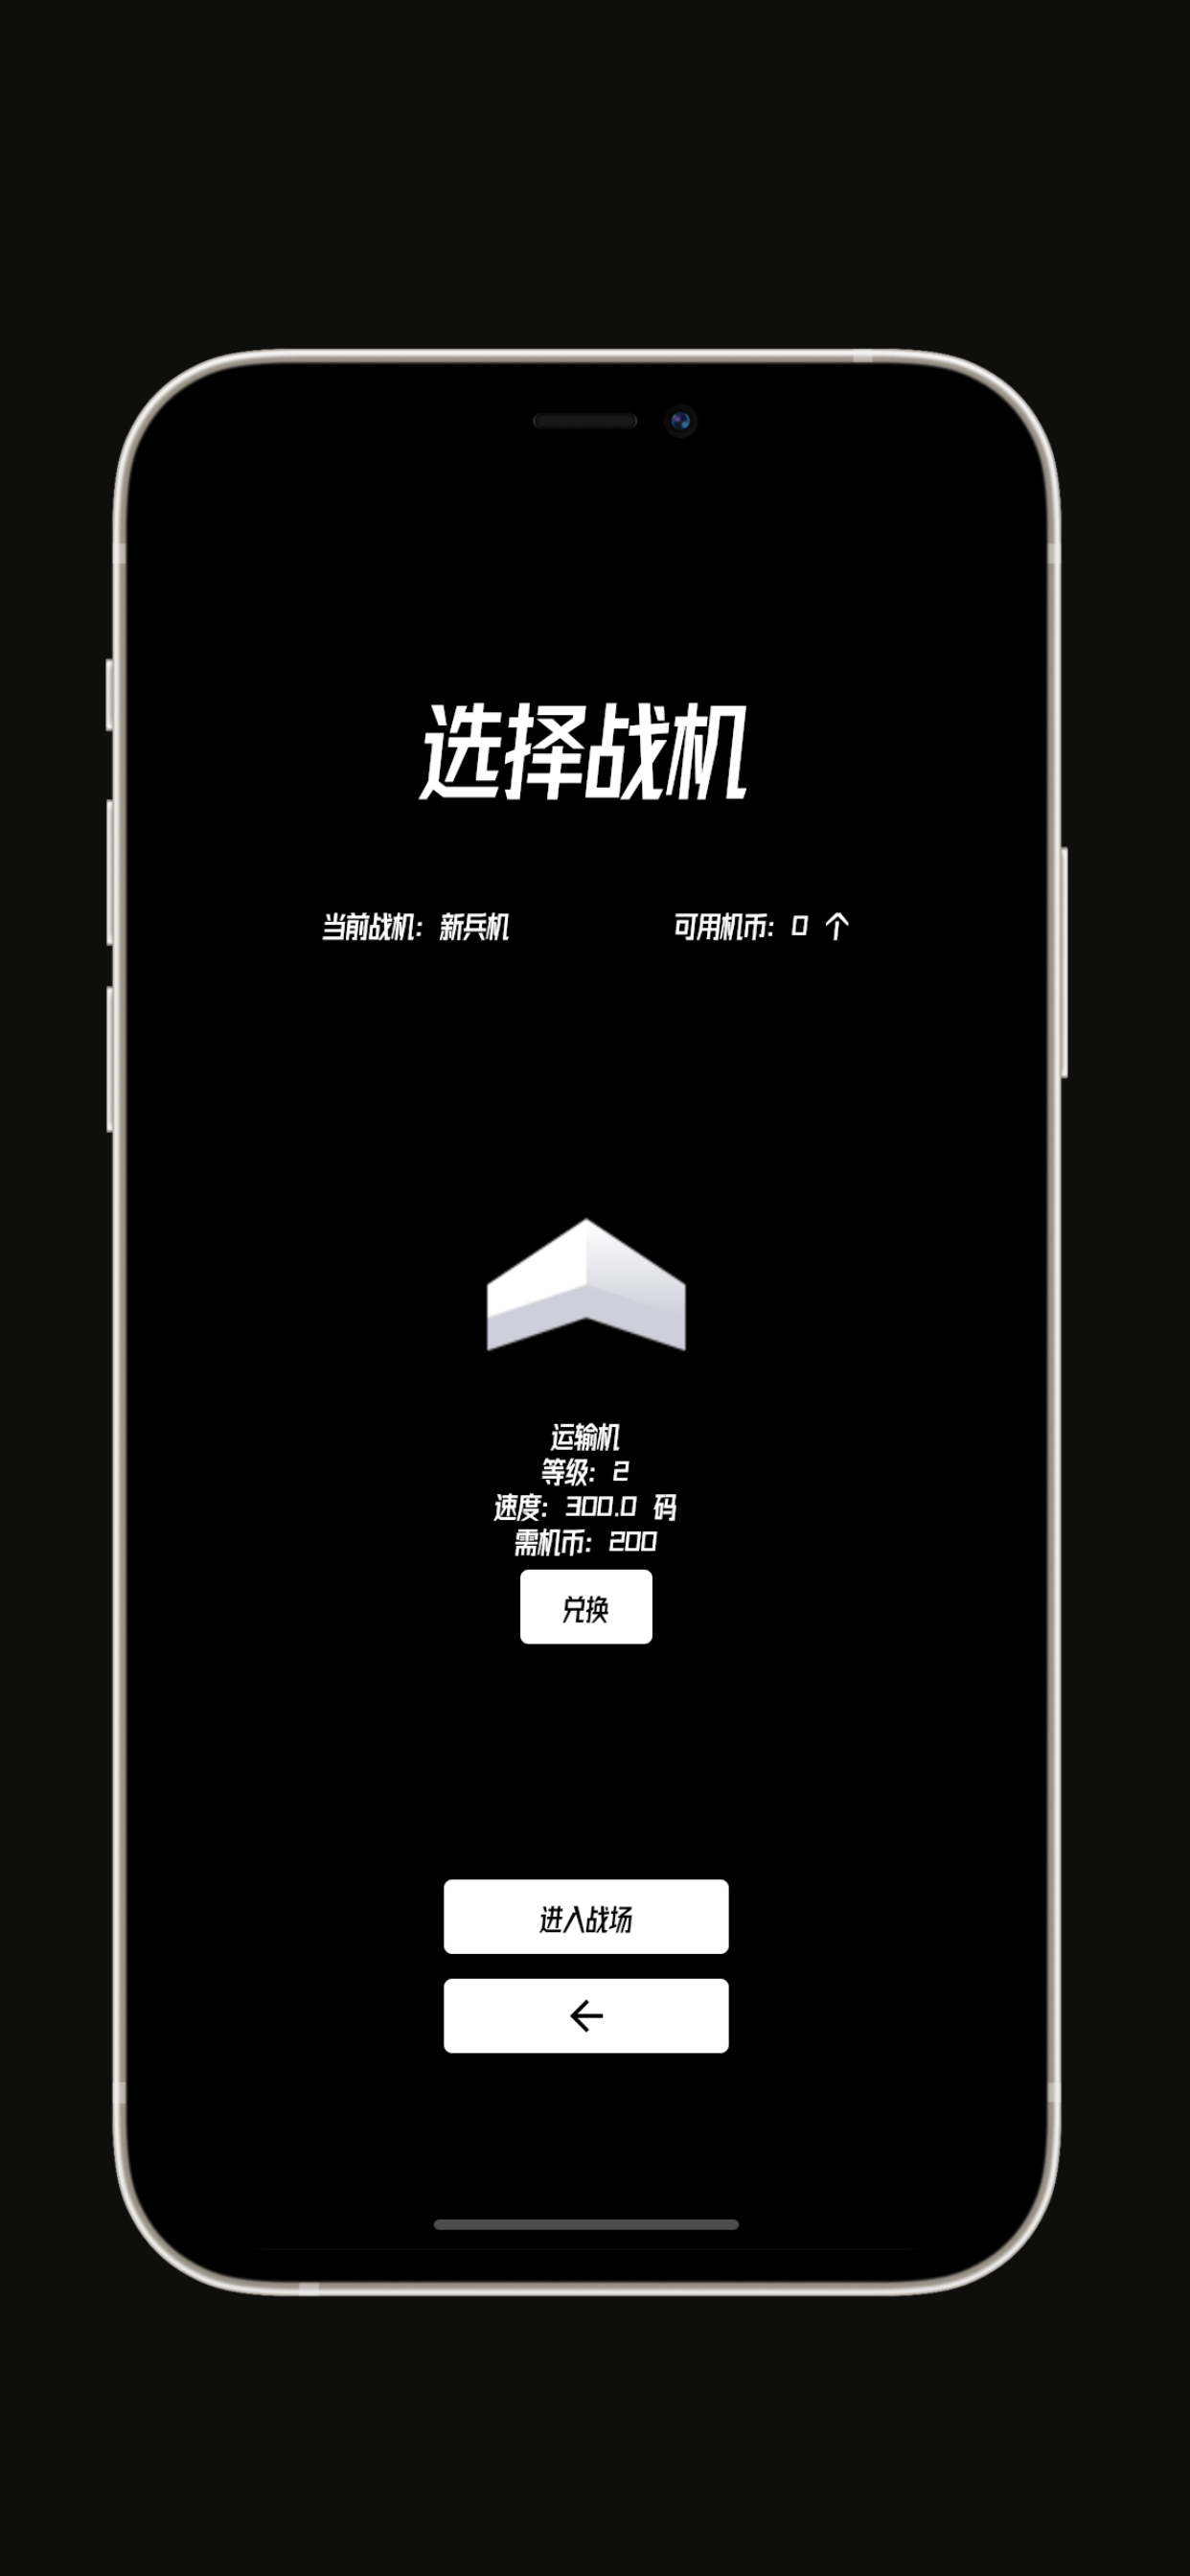 选择战机
当前战机: 新兵机 可用机币: 0 个
运输机
等级: 2
速度: 300.0 码
需机币: 200
兑换
进入战场